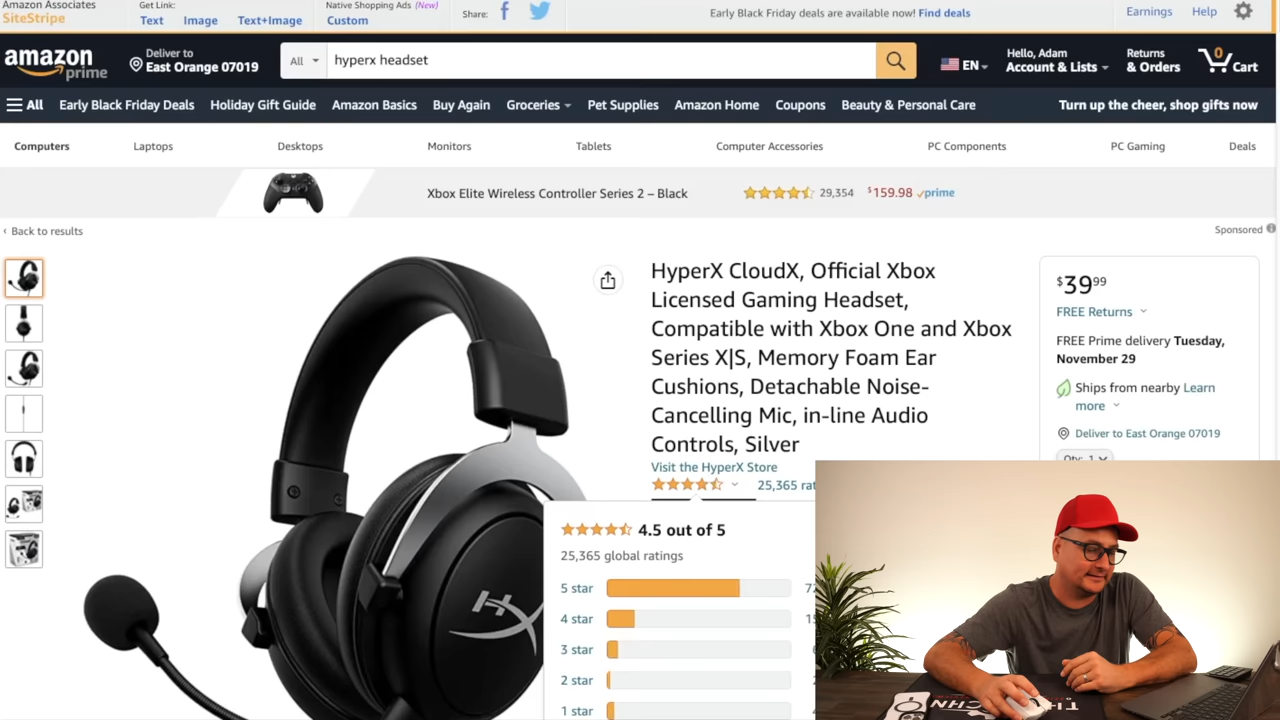 Amazon Associates
SiteStripe
Get Link:
Text Image Text+Image
Native Shopping Ads (New)
Custom
Share:
Early Black Friday deals are available now! Find deals
Earnings Help
amazon
prime
Deliver to
East Orange 07019
All
hyperx headset
EN
Hello, Adam
Account & Lists
Returns
& Orders
0
Cart
All Early Black Friday Deals Holiday Gift Guide Amazon Basics Buy Again Groceries Pet Supplies Amazon Home Coupons Beauty & Personal Care
Turn up the cheer, shop gifts now
Computers Laptops Desktops Monitors Tablets Computer Accessories PC Components PC Gaming Deals
Xbox Elite Wireless Controller Series 2 – Black
29,354
$159.98 prime
‹ Back to results
Sponsored
HyperX CloudX, Official Xbox
Licensed Gaming Headset,
Compatible with Xbox One and Xbox
Series X|S, Memory Foam Ear
Cushions, Detachable Noise-
Cancelling Mic, in-line Audio
Controls, Silver
Visit the HyperX Store
25,365
4.5 out of 5
25,365 global ratings
5 star
4 star
3 star
2 star
1 star
$39.99
FREE Returns
FREE Prime delivery Tuesday,
November 29
Ships from nearby Learn
more
Deliver to East Orange 07019
Qty: 1
HX